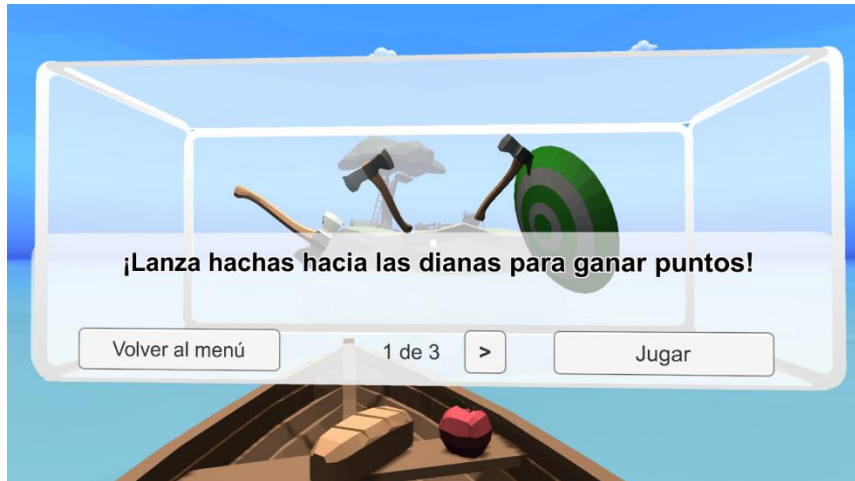 ¡Lanza hachas hacia las dianas para ganar puntos!
Volver al menú
1 de 3
>
Jugar